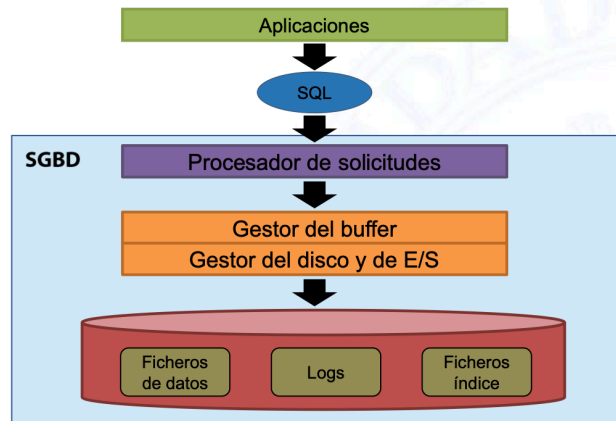 Aplicaciones
SQL
SGBD
Procesador de solicitudes
Gestor del buffer
Gestor del disco y de E/S
Ficheros
de datos
Logs
Ficheros
índice